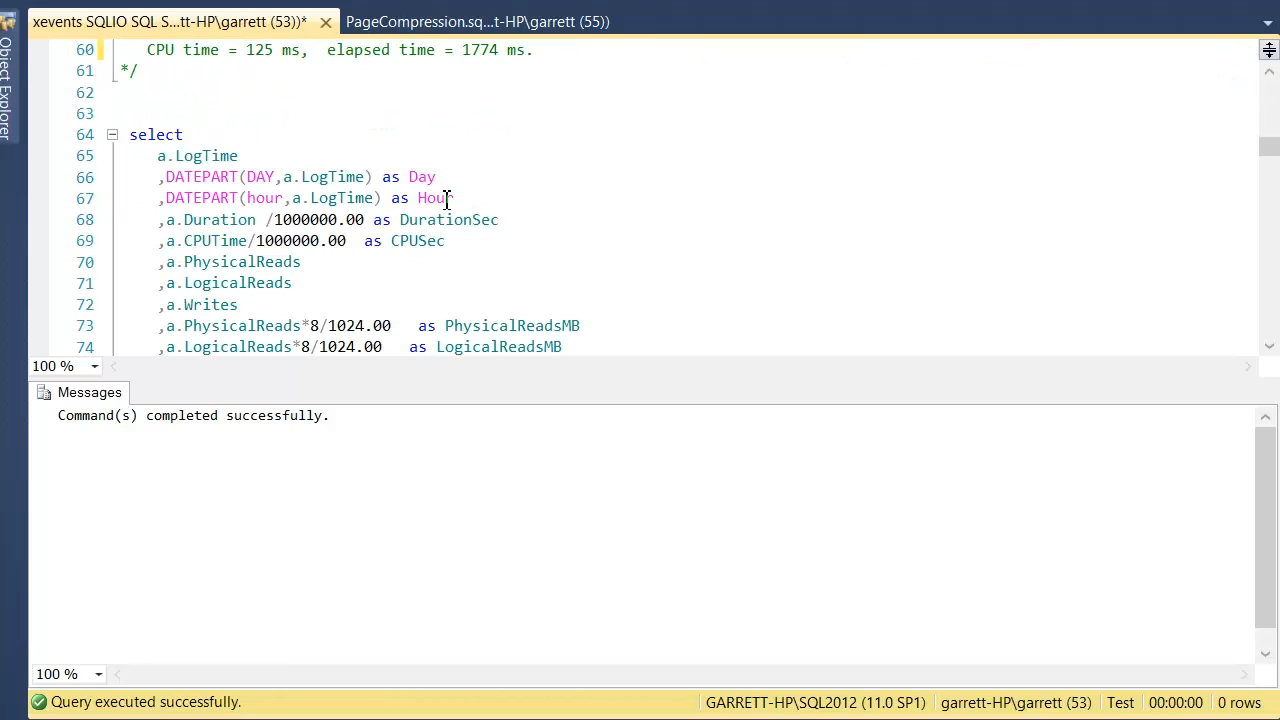 xevents SQLIO SQL S...tt-HP\garrett (53))* PageCompression.sq...t-HP\garrett (55))
Object Explorer
60 CPU time = 125 ms,  elapsed time = 1774 ms.
61 */
62
63
64 select
65 a.LogTime
66 ,DATEPART(DAY,a.LogTime) as Day
67 ,DATEPART(hour,a.LogTime) as Hour
68 ,a.Duration /1000000.00 as DurationSec
69 ,a.CPUTime/1000000.00  as CPUSec
70 ,a.PhysicalReads
71 ,a.LogicalReads
72 ,a.Writes
73 ,a.PhysicalReads*8/1024.00   as PhysicalReadsMB
74 ,a.LogicalReads*8/1024.00   as LogicalReadsMB
100 %
Messages
Command(s) completed successfully.
100 %
Query executed successfully. GARRETT-HP\SQL2012 (11.0 SP1) garrett-HP\garrett (53) Test 00:00:00 0 rows